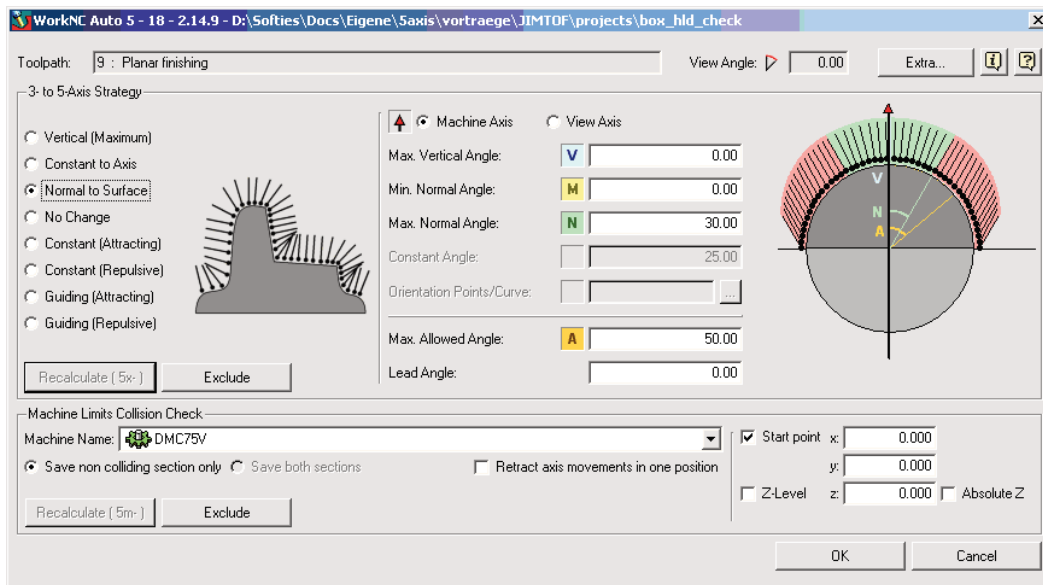 WorkNC Auto 5 - 18 - 2.14.9 - D:\Softies\Docs\Eigene\5axis\vortraege\JIMTOF\projects\box_hld_check
Toolpath: 9 : Planar finishing View Angle: 0.00 Extra...
3- to 5-Axis Strategy
Vertical (Maximum)
Constant to Axis
Normal to Surface
No Change
Constant (Attracting)
Constant (Repulsive)
Guiding (Attracting)
Guiding (Repulsive)
Recalculate ( 5x- ) Exclude
Machine Axis View Axis
Max. Vertical Angle: V 0.00
Min. Normal Angle: M 0.00
Max. Normal Angle: N 30.00
Constant Angle: 25.00
Orientation Points/Curve: ...
Max. Allowed Angle: A 50.00
Lead Angle: 0.00
V
N
A
Machine Limits Collision Check
Machine Name: DMC75V
Save non colliding section only Save both sections Retract axis movements in one position
Recalculate ( 5m- ) Exclude
Start point x: 0.000
y: 0.000
Z-Level z: 0.000 Absolute Z
OK Cancel